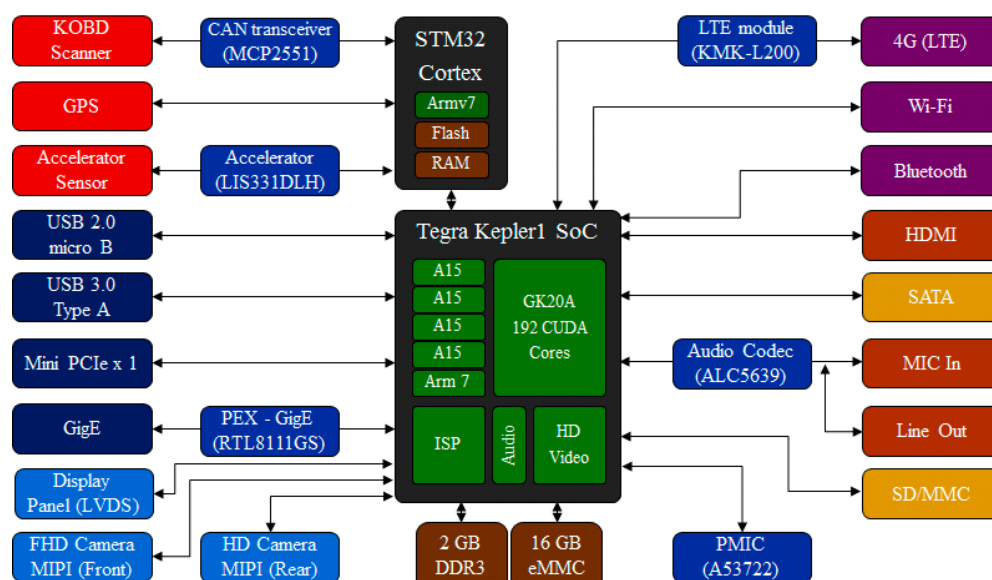 KOBD
Scanner
CAN transceiver
(MCP2551)
STM32
Cortex
Armv7
Flash
RAM
LTE module
(KMK-L200)
4G (LTE)
GPS
Wi-Fi
Accelerator
Sensor
Accelerator
(LIS331DLH)
Bluetooth
USB 2.0
micro B
Tegra Kepler1 SoC
HDMI
USB 3.0
Type A
A15
A15
A15
A15
Arm 7
GK20A
192 CUDA
Cores
SATA
Mini PCIe x 1
Audio Codec
(ALC5639)
MIC In
GigE
PEX - GigE
(RTL8111GS)
ISP
Audio
HD
Video
Line Out
Display
Panel (LVDS)
SD/MMC
FHD Camera
MIPI (Front)
HD Camera
MIPI (Rear)
2 GB
DDR3
16 GB
eMMC
PMIC
(A53722)